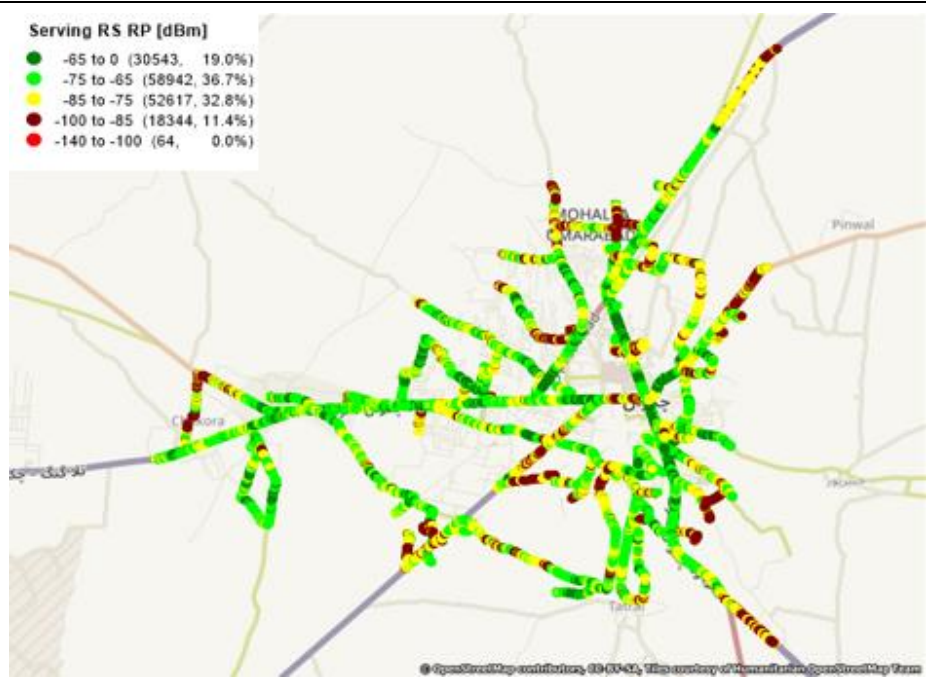 Serving RS RP [dBm]
-65 to 0 (30543, 19.0%)
-75 to -65 (58942, 36.7%)
-85 to -75 (52617, 32.8%)
-100 to -85 (18344, 11.4%)
-140 to -100 (64, 0.0%)
Pinwal
Tatral
© OpenStreetMap contributors, CC-BY-SA, Tiles courtesy of Humanitarian OpenStreetMap Team